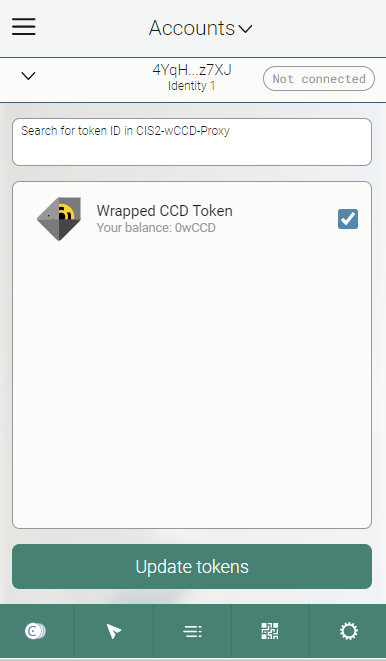 Accounts
4YqH...z7XJ
Identity 1
Not connected
Search for token ID in CIS2-wCCD-Proxy
Wrapped CCD Token
Your balance: 0wCCD
Update tokens